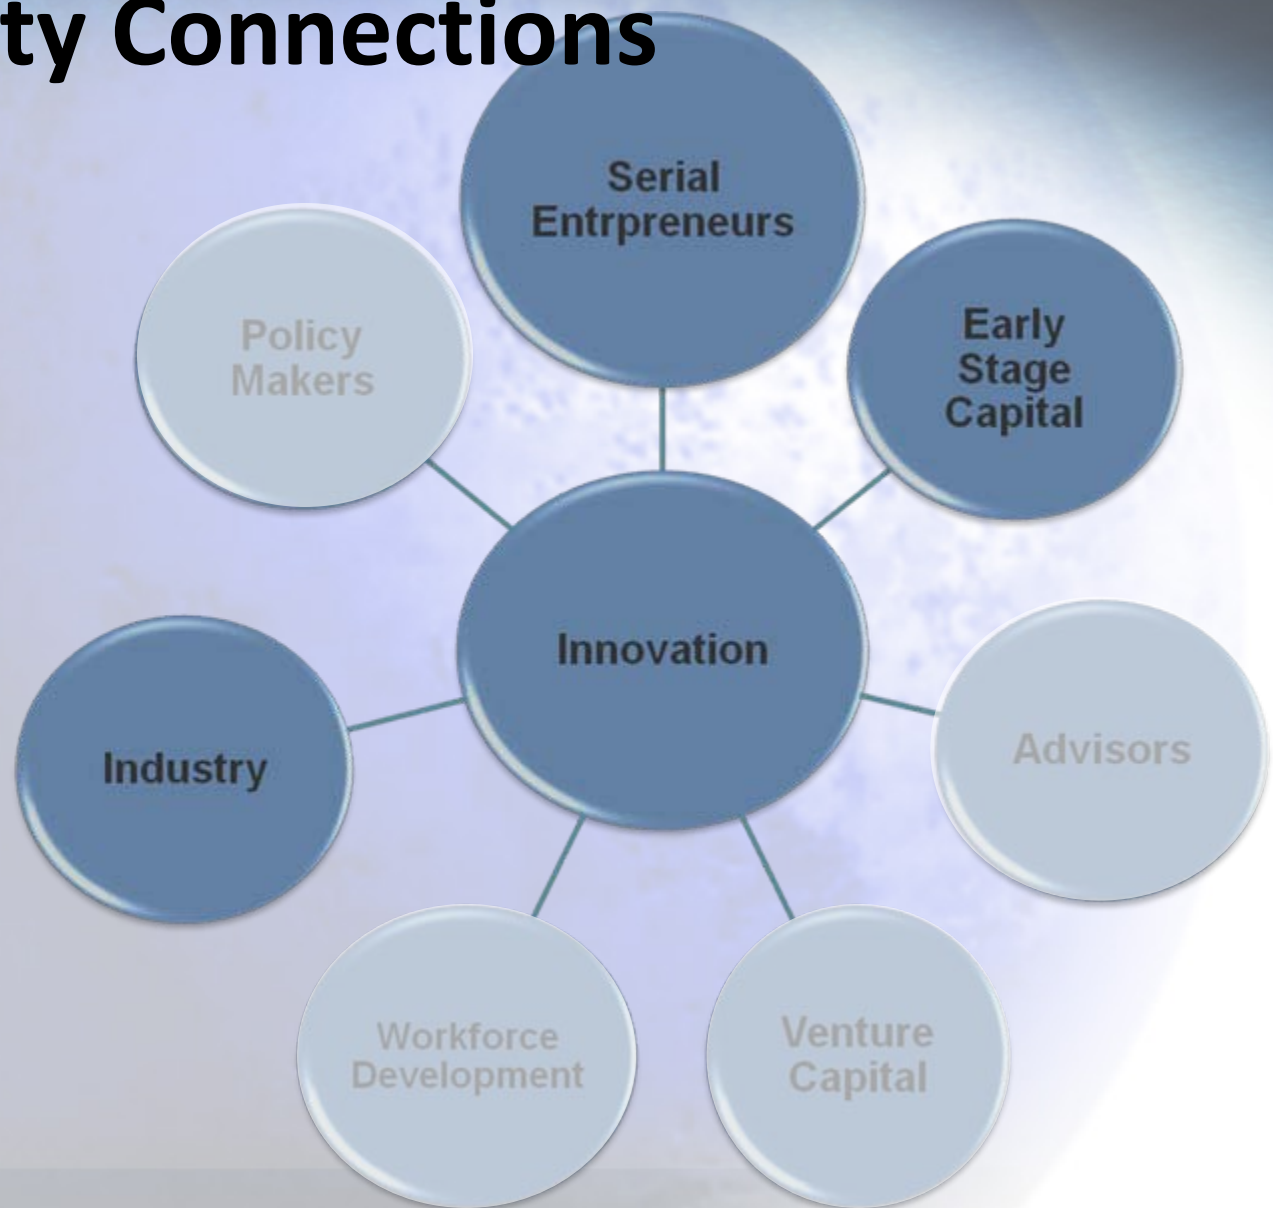 ty Connections
Serial
Entrpreneurs
Policy
Makers
Early
Stage
Capital
Innovation
Industry
Advisors
Workforce
Development
Venture
Capital